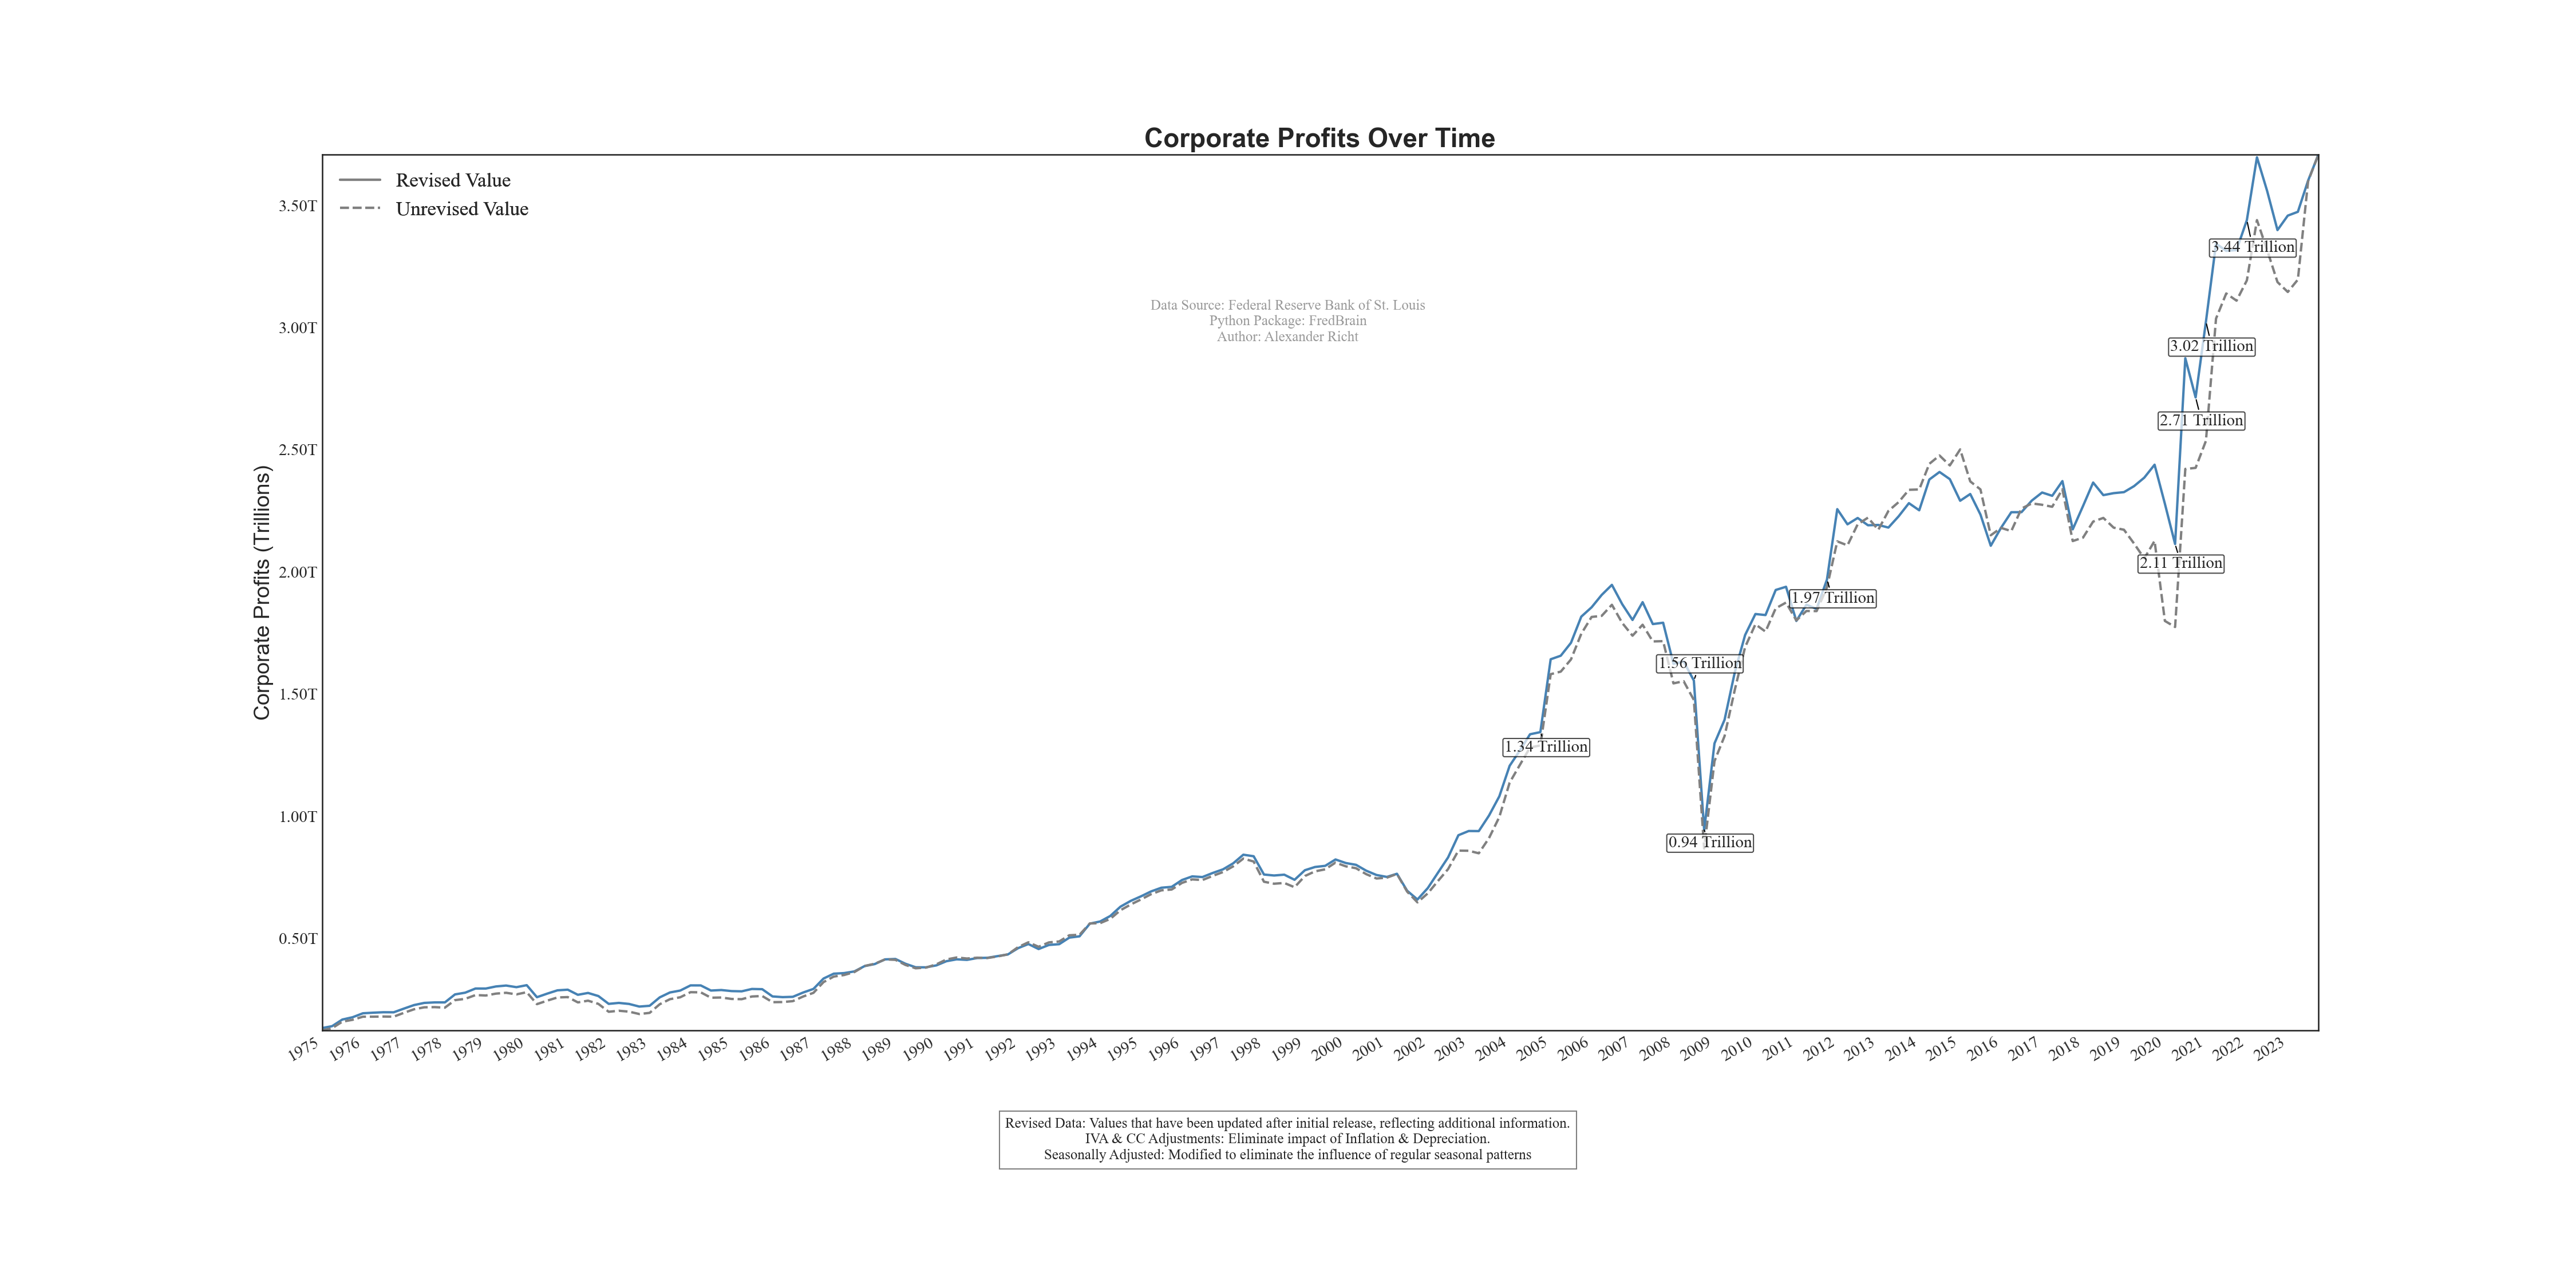 Corporate Profits Over Time
Revised Value
Unrevised Value
Data Source: Federal Reserve Bank of St. Louis
Python Package: FredBrain
Author: Alexander Richt
Corporate Profits (Trillions)
3.50T
3.00T
2.50T
2.00T
1.50T
1.00T
0.50T
3.44 Trillion
3.02 Trillion
2.71 Trillion
2.11 Trillion
1.97 Trillion
1.56 Trillion
1.34 Trillion
0.94 Trillion
1975
1976
1977
1978
1979
1980
1981
1982
1983
1984
1985
1986
1987
1988
1989
1990
1991
1992
1993
1994
1995
1996
1997
1998
1999
2000
2001
2002
2003
2004
2005
2006
2007
2008
2009
2010
2011
2012
2013
2014
2015
2016
2017
2018
2019
2020
2021
2022
2023
Revised Data: Values that have been updated after initial release, reflecting additional information.
IVA & CC Adjustments: Eliminate impact of Inflation & Depreciation.
Seasonally Adjusted: Modified to eliminate the influence of regular seasonal patterns